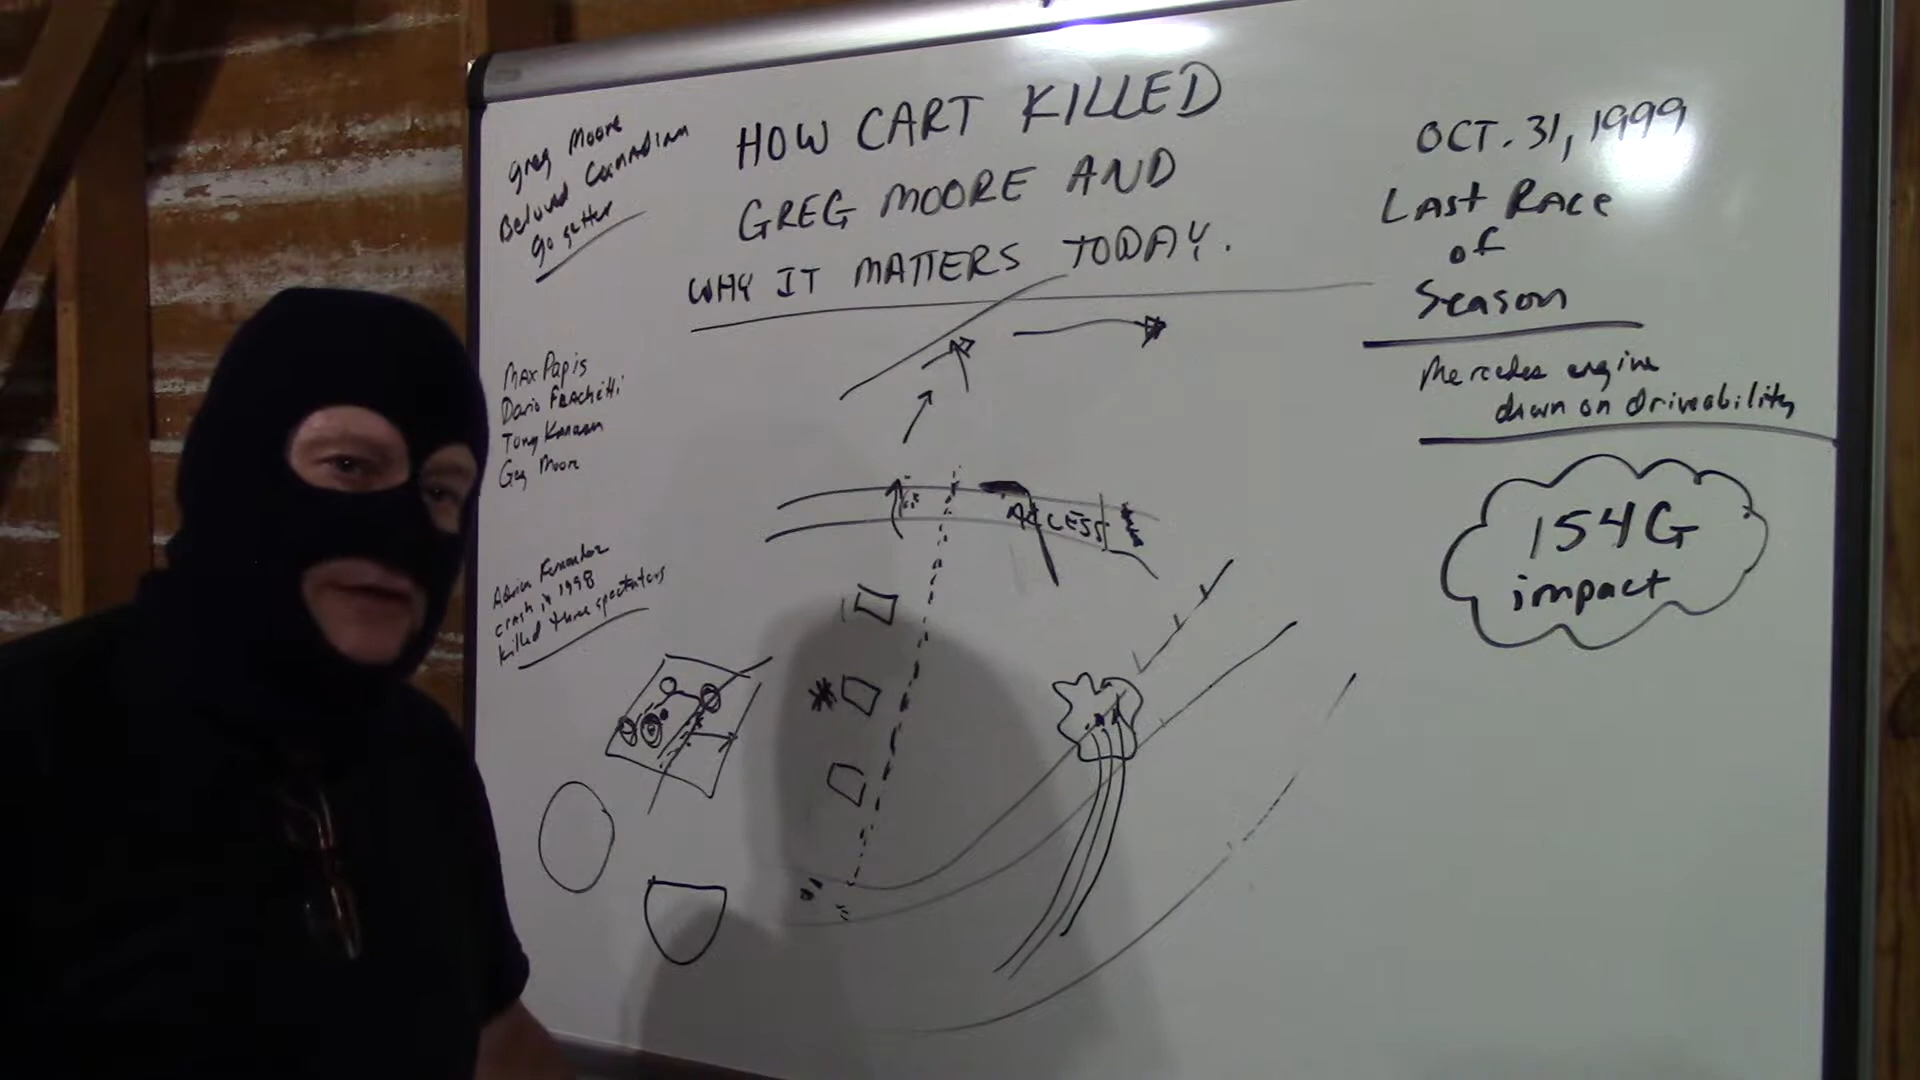 Greg Moore
Beloved Canadian
go getter
HOW CART KILLED
GREG MOORE AND
WHY IT MATTERS TODAY.
OCT. 31, 1999
Last Race
of
Season
Mercedes engine
down on driveability
154G
impact
Max Papis
Dario FRAchetti
Tony Kanaan
Greg Moore
Adrian Fernandez
crash in 1998
killed three spectators
ACCESS